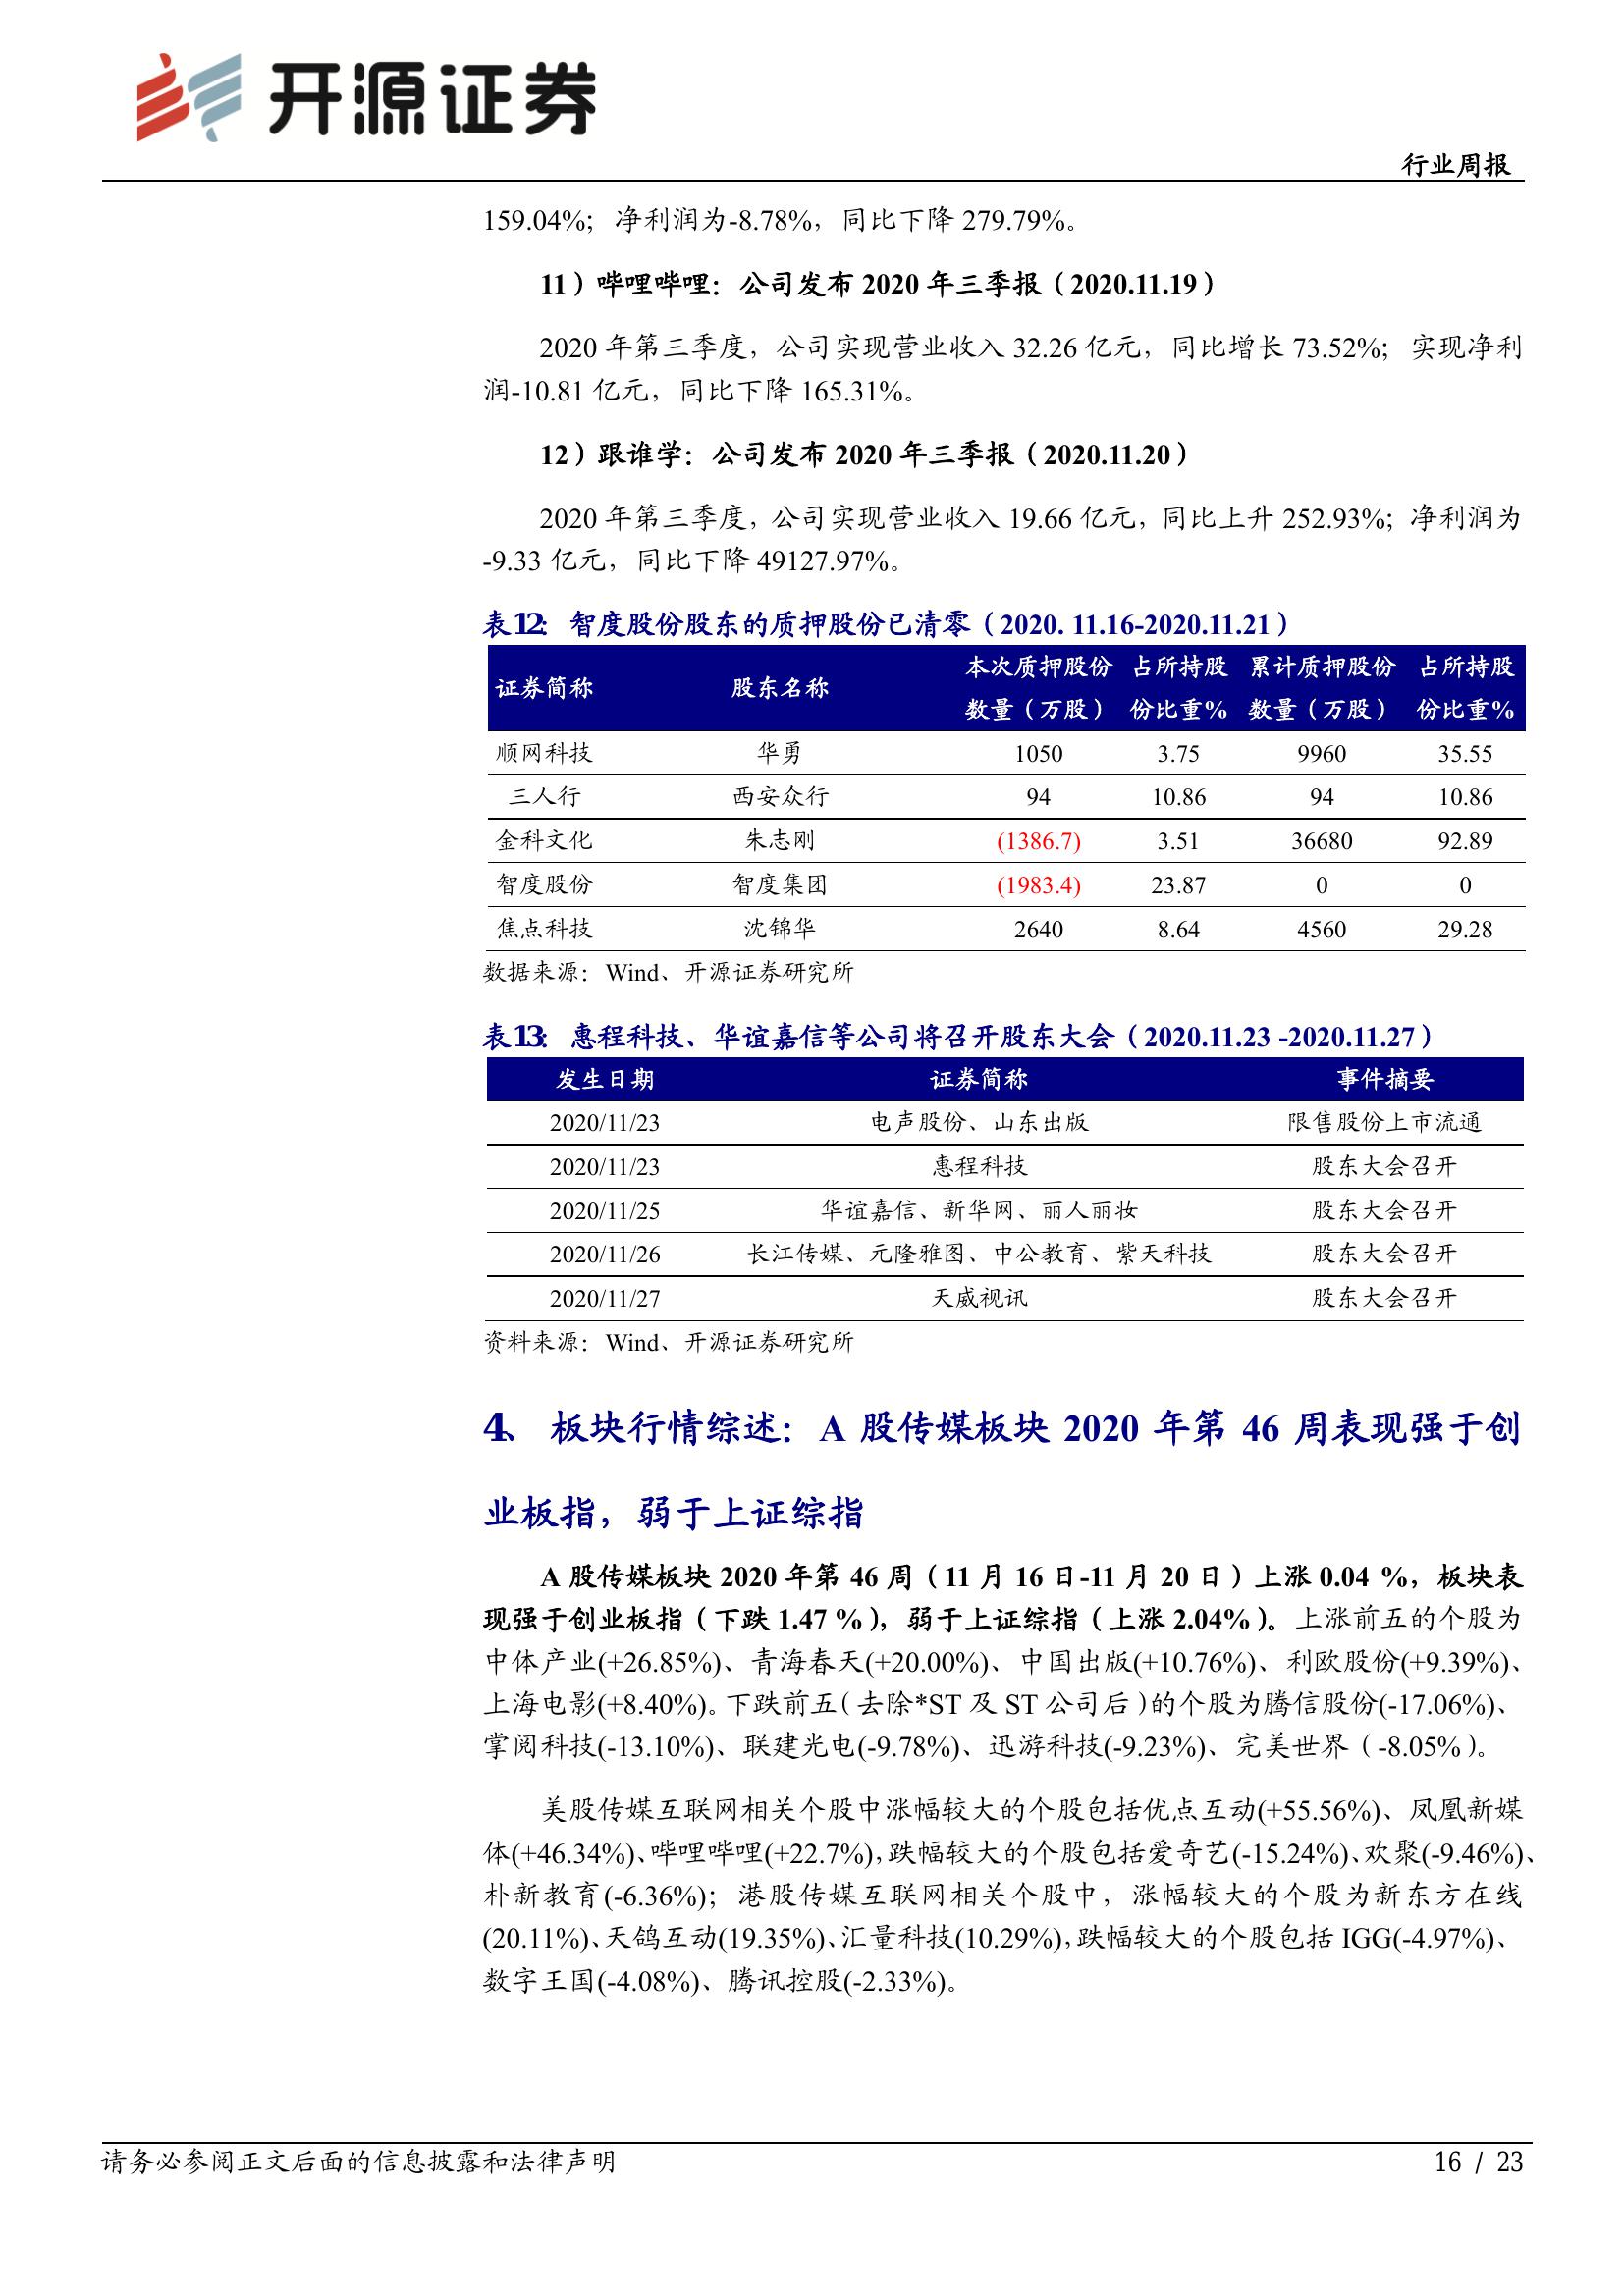 开源证券
行业周报
159.04%；净利润为-8.78%，同比下降 279.79%。
11）哔哩哔哩：公司发布 2020 年三季报（2020.11.19）
2020 年第三季度，公司实现营业收入 32.26 亿元，同比增长 73.52%；实现净利
润-10.81 亿元，同比下降 165.31%。
12）跟谁学：公司发布 2020 年三季报（2020.11.20）
2020 年第三季度，公司实现营业收入 19.66 亿元，同比上升 252.93%；净利润为
-9.33 亿元，同比下降 49127.97%。
表12：智度股份股东的质押股份已清零（2020. 11.16-2020.11.21）
证券简称 股东名称 本次质押股份数量（万股） 占所持股份比重% 累计质押股份数量（万股） 占所持股份比重%
顺网科技 华勇 1050 3.75 9960 35.55
三人行 西安众行 94 10.86 94 10.86
金科文化 朱志刚 (1386.7) 3.51 36680 92.89
智度股份 智度集团 (1983.4) 23.87 0 0
焦点科技 沈锦华 2640 8.64 4560 29.28
数据来源：Wind、开源证券研究所
表13：惠程科技、华谊嘉信等公司将召开股东大会（2020.11.23 -2020.11.27）
发生日期 证券简称 事件摘要
2020/11/23 电声股份、山东出版 限售股份上市流通
2020/11/23 惠程科技 股东大会召开
2020/11/25 华谊嘉信、新华网、丽人丽妆 股东大会召开
2020/11/26 长江传媒、元隆雅图、中公教育、紫天科技 股东大会召开
2020/11/27 天威视讯 股东大会召开
资料来源：Wind、开源证券研究所
4、 板块行情综述：A 股传媒板块 2020 年第 46 周表现强于创
业板指，弱于上证综指
A 股传媒板块 2020 年第 46 周（11 月 16 日-11 月 20 日）上涨 0.04 %，板块表
现强于创业板指（下跌 1.47 %），弱于上证综指（上涨 2.04%）。上涨前五的个股为
中体产业(+26.85%)、青海春天(+20.00%)、中国出版(+10.76%)、利欧股份(+9.39%)、
上海电影(+8.40%)。下跌前五（去除*ST 及 ST 公司后）的个股为腾信股份(-17.06%)、
掌阅科技(-13.10%)、联建光电(-9.78%)、迅游科技(-9.23%)、完美世界（-8.05%）。
美股传媒互联网相关个股中涨幅较大的个股包括优点互动(+55.56%)、凤凰新媒
体(+46.34%)、哔哩哔哩(+22.7%)，跌幅较大的个股包括爱奇艺(-15.24%)、欢聚(-9.46%)、
朴新教育(-6.36%)；港股传媒互联网相关个股中，涨幅较大的个股为新东方在线
(20.11%)、天鸽互动(19.35%)、汇量科技(10.29%)，跌幅较大的个股包括 IGG(-4.97%)、
数字王国(-4.08%)、腾讯控股(-2.33%)。
请务必参阅正文后面的信息披露和法律声明
16 / 23